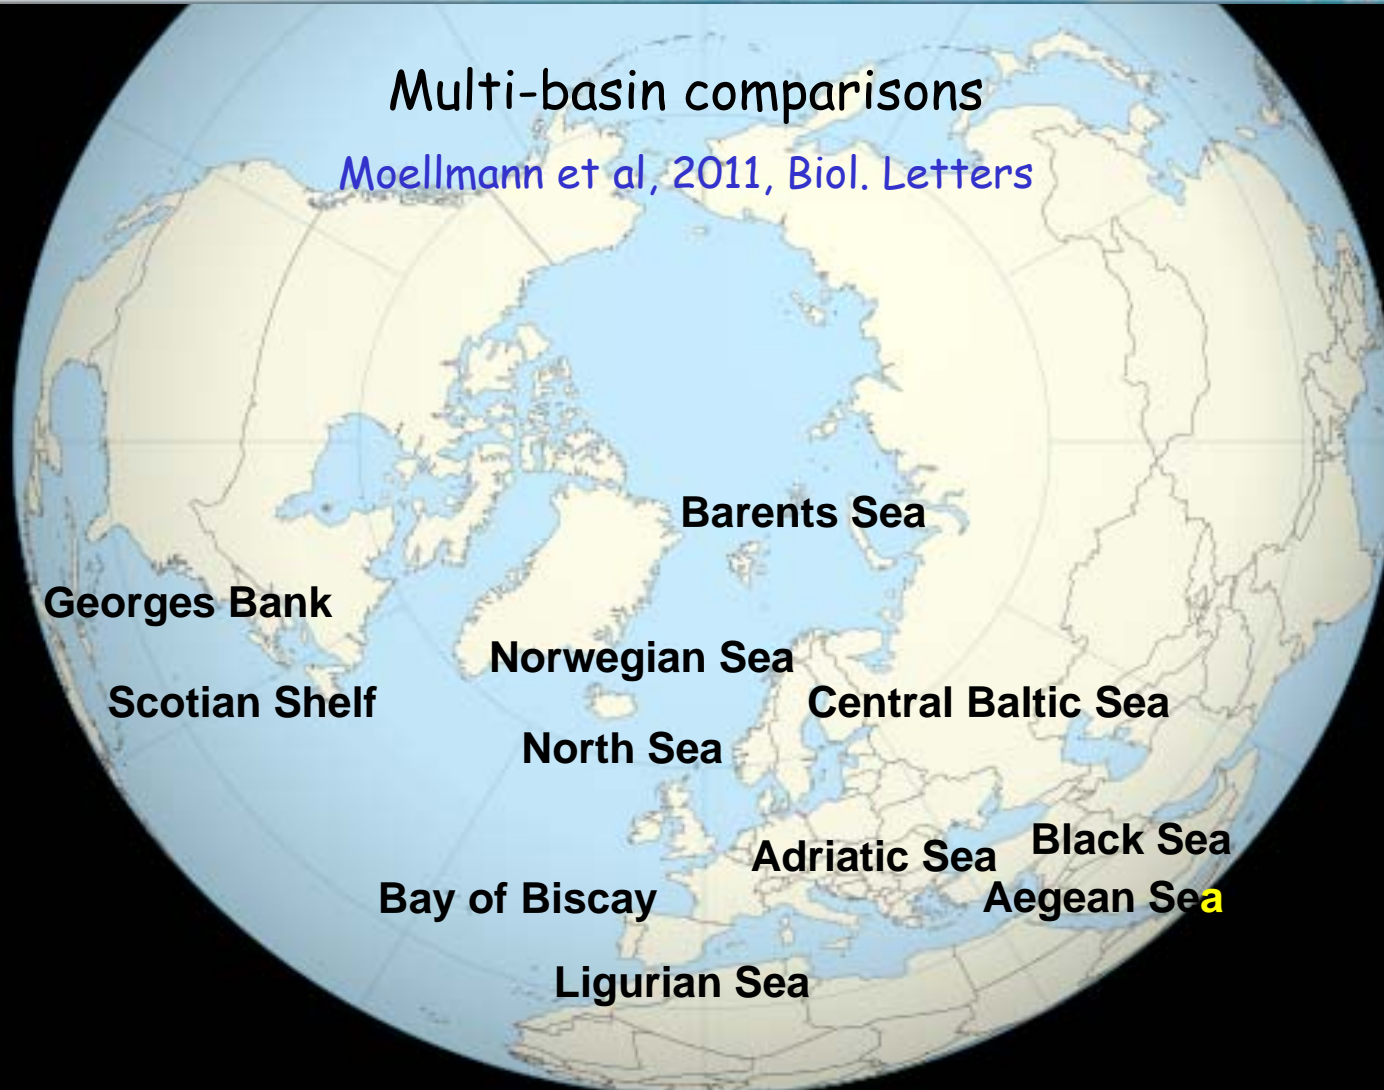 Multi-basin comparisons
Moellmann et al, 2011, Biol. Letters
Barents Sea
Georges Bank
Norwegian Sea
Scotian Shelf
Central Baltic Sea
North Sea
Black Sea
Adriatic Sea
Bay of Biscay
Aegean Sea
Ligurian Sea